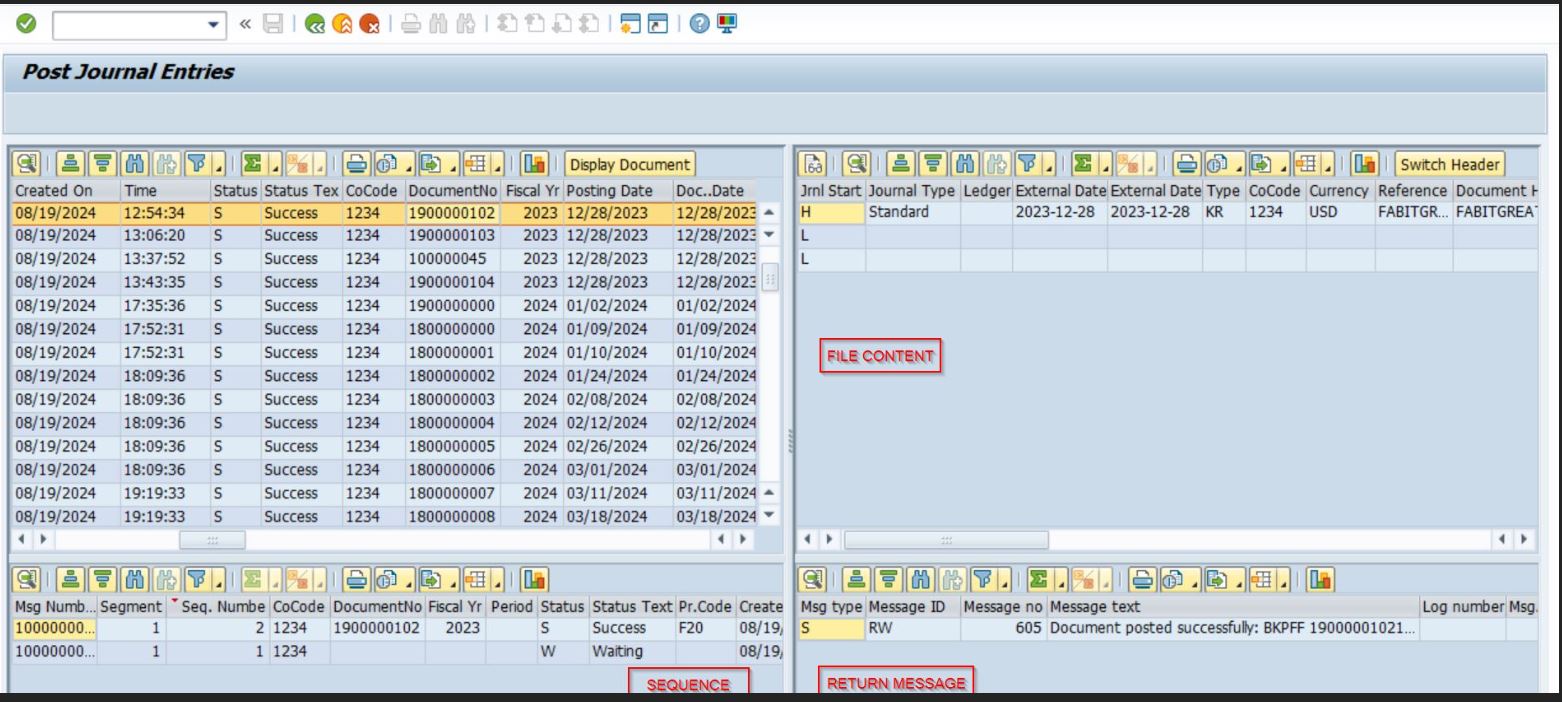 Post Journal Entries
Display Document
Created On Time Status Status Tex CoCode DocumentNo Fiscal Yr Posting Date Doc..Date
08/19/2024 12:54:34 S Success 1234 1900000102 2023 12/28/2023 12/28/2023
08/19/2024 13:06:20 S Success 1234 1900000103 2023 12/28/2023 12/28/2023
08/19/2024 13:37:52 S Success 1234 100000045 2023 12/28/2023 12/28/2023
08/19/2024 13:43:35 S Success 1234 1900000104 2023 12/28/2023 12/28/2023
08/19/2024 17:35:36 S Success 1234 1900000000 2024 01/02/2024 01/02/2024
08/19/2024 17:52:31 S Success 1234 1800000000 2024 01/09/2024 01/09/2024
08/19/2024 17:52:31 S Success 1234 1800000001 2024 01/10/2024 01/10/2024
08/19/2024 18:09:36 S Success 1234 1800000002 2024 01/24/2024 01/24/2024
08/19/2024 18:09:36 S Success 1234 1800000003 2024 02/08/2024 02/08/2024
08/19/2024 18:09:36 S Success 1234 1800000004 2024 02/12/2024 02/12/2024
08/19/2024 18:09:36 S Success 1234 1800000005 2024 02/26/2024 02/26/2024
08/19/2024 18:09:36 S Success 1234 1800000006 2024 03/01/2024 03/01/2024
08/19/2024 19:19:33 S Success 1234 1800000007 2024 03/11/2024 03/11/2024
08/19/2024 19:19:33 S Success 1234 1800000008 2024 03/18/2024 03/18/2024
Switch Header
Jrnl Start Journal Type Ledger External Date External Date Type CoCode Currency Reference Document H
H Standard 2023-12-28 2023-12-28 KR 1234 USD FABITGR... FABITGREAT
L
L
FILE CONTENT
Msg Numb... Segment Seq. Numbe CoCode DocumentNo Fiscal Yr Period Status Status Text Pr.Code Create
10000000... 1 2 1234 1900000102 2023 S Success F20 08/19/
10000000... 1 1 1234 W Waiting 08/19/
SEQUENCE
Msg type Message ID Message no Message text Log number Msg.
S RW 605 Document posted successfully: BKPFF 19000001021...
RETURN MESSAGE